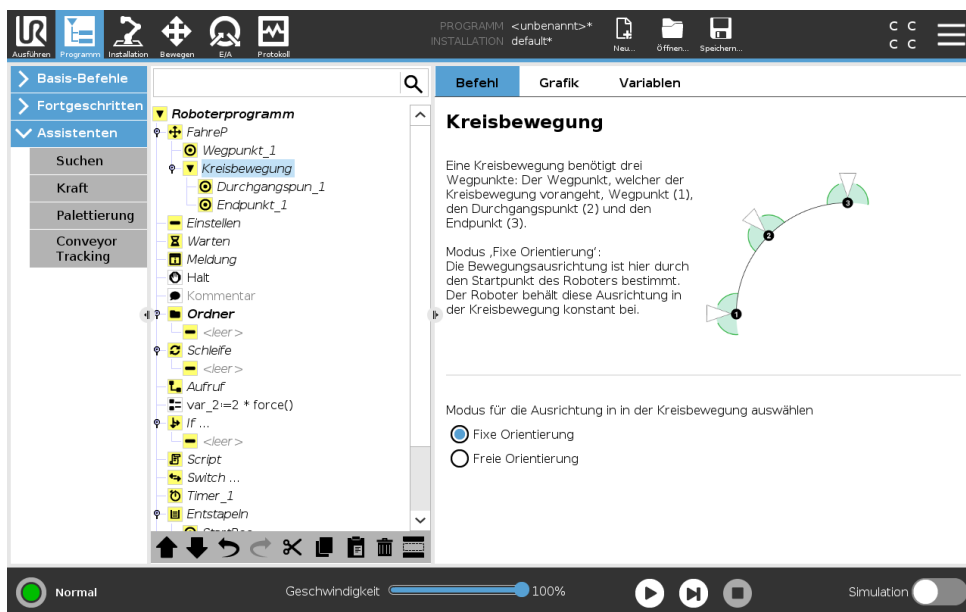 PROGRAMM <unbenannt>*
INSTALLATION default*
UR
Ausführen
Programm
Installation
Bewegen
E/A
Protokoll
Neu...
Öffnen...
Speichern...
C C
C C
Basis-Befehle
Fortgeschritten
Assistenten
Suchen
Kraft
Palettierung
Conveyor
Tracking
Roboterprogramm
FahreP
Wegpunkt_1
Kreisbewegung
Durchgangspun_1
Endpunkt_1
Einstellen
Warten
Meldung
Halt
Kommentar
Ordner
<leer>
Schleife
<leer>
Aufruf
var_2:=2 * force()
If ...
<leer>
Script
Switch ...
Timer_1
Entstapeln
Befehl
Grafik
Variablen
Kreisbewegung
Eine Kreisbewegung benötigt drei
Wegpunkte: Der Wegpunkt, welcher der
Kreisbewegung vorangeht, Wegpunkt (1),
den Durchgangspunkt (2) und den
Endpunkt (3).
Modus ‚Fixe Orientierung‘:
Die Bewegungsausrichtung ist hier durch
den Startpunkt des Roboters bestimmt.
Der Roboter behält diese Ausrichtung in
der Kreisbewegung konstant bei.
3
2
1
Modus für die Ausrichtung in in der Kreisbewegung auswählen
Fixe Orientierung
Freie Orientierung
Normal
Geschwindigkeit
100%
Simulation